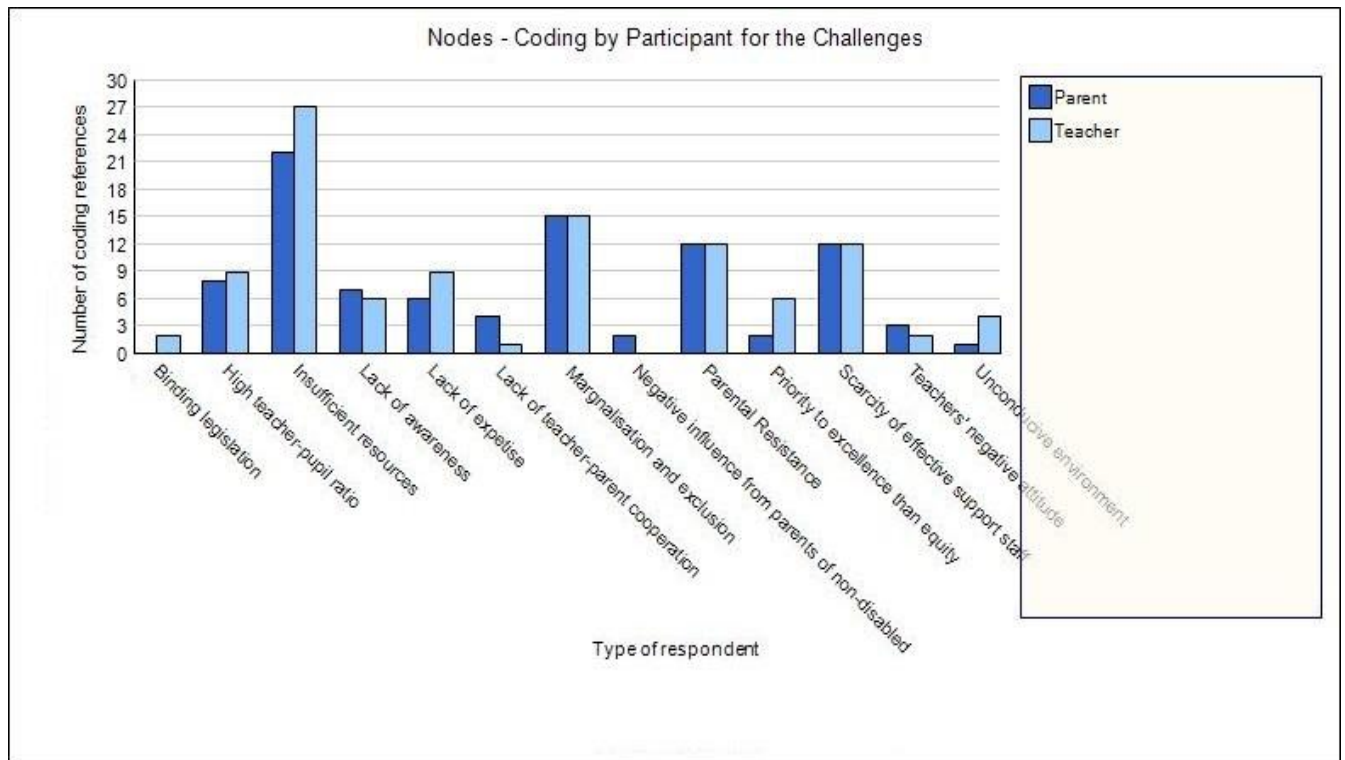 Nodes - Coding by Participant for the Challenges
Number of coding references
30
27
24
21
18
15
12
9
6
3
0
Binding legislation
High teacher-pupil ratio
Insufficient resources
Lack of awareness
Lack of expetise
Lack of teacher-parent cooperation
Marginalisation and exclusion
Negative influence from parents of non-disabled
Parental Resistance
Priority to excellence than equity
Scarcity of effective support staff
Teachers' negative attitude
Unconducive environment
Type of respondent
Parent
Teacher